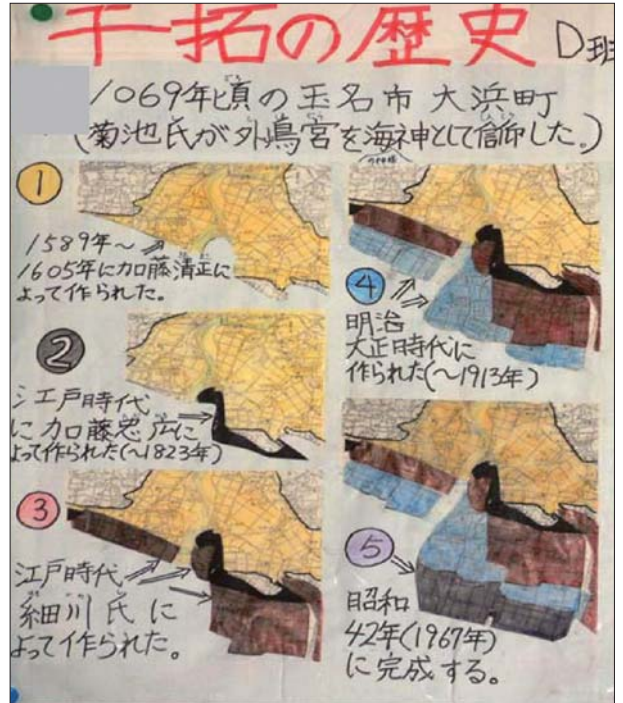 干拓の歴史 D班
1069年頃の玉名市 大浜町
(菊池氏が外嶋宮を海神として信仰した。)
1
1589年〜
1605年に加藤清正に
よって作られた。
2
江戸時代
に加藤忠広に
よって作られた(〜1823年)
3
江戸時代
細川氏に
よって作られた。
4
明治
大正時代に
作られた(〜1913年)
5
昭和
42年(1967年)
に完成する。